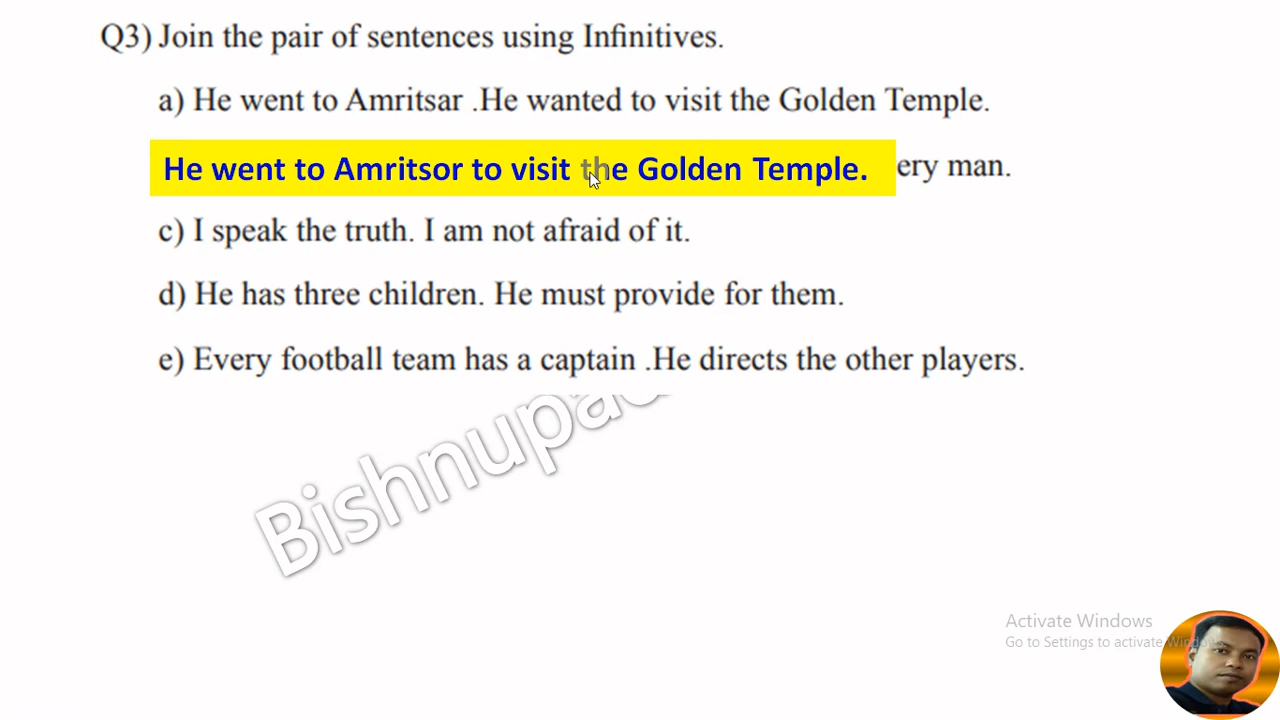 Q3) Join the pair of sentences using Infinitives.
a) He went to Amritsar .He wanted to visit the Golden Temple.
He went to Amritsor to visit the Golden Temple. ery man.
c) I speak the truth. I am not afraid of it.
d) He has three children. He must provide for them.
e) Every football team has a captain .He directs the other players.
Bishnupad
Activate Windows
Go to Settings to activate Windows